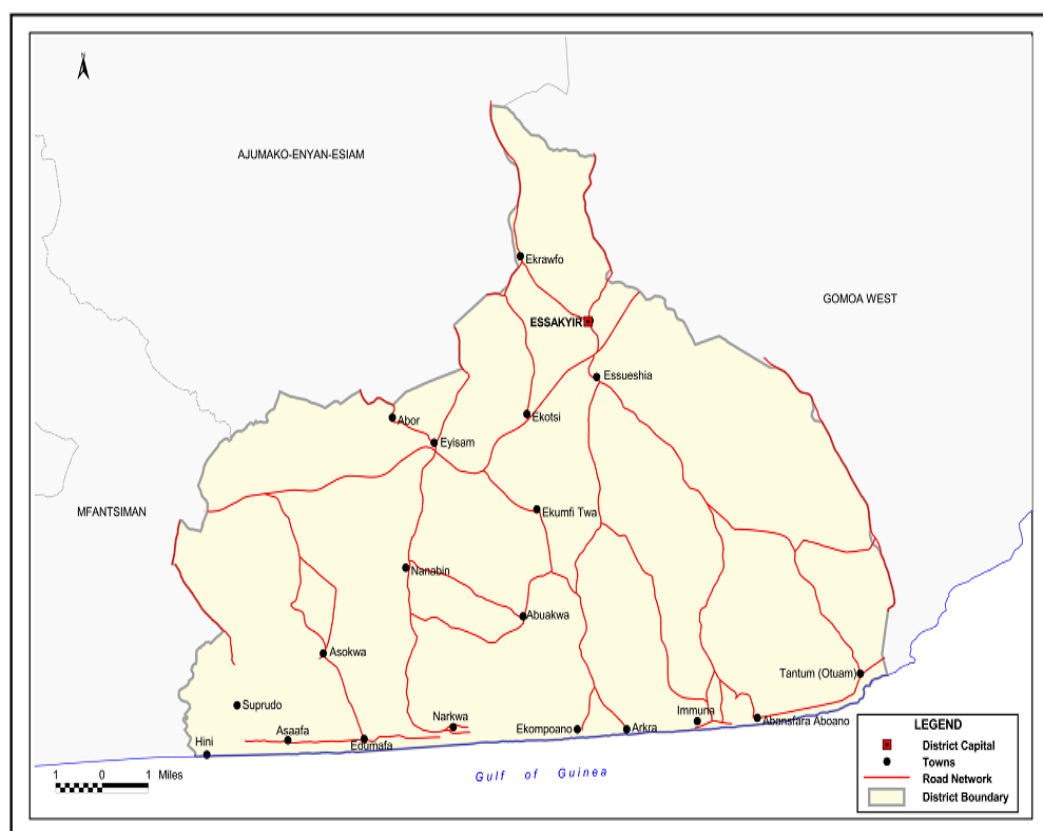 N
AJUMAKO-ENYAN-ESIAM
Ekrawfo
GOMOA WEST
ESSAKYIR
Essueshia
Abor
Ekotsi
Eyisam
MFANTSIMAN
Ekumfi Twa
Nanabin
Abuakwa
Asokwa
Tantum (Otuam)
Suprudo
Immuna
Abansfara Aboano
Narkwa
Ekompoano
Arkra
Asaafa
Edumafa
Hini
Gulf of Guinea
1 0 1 Miles
LEGEND
District Capital
Towns
Road Network
District Boundary